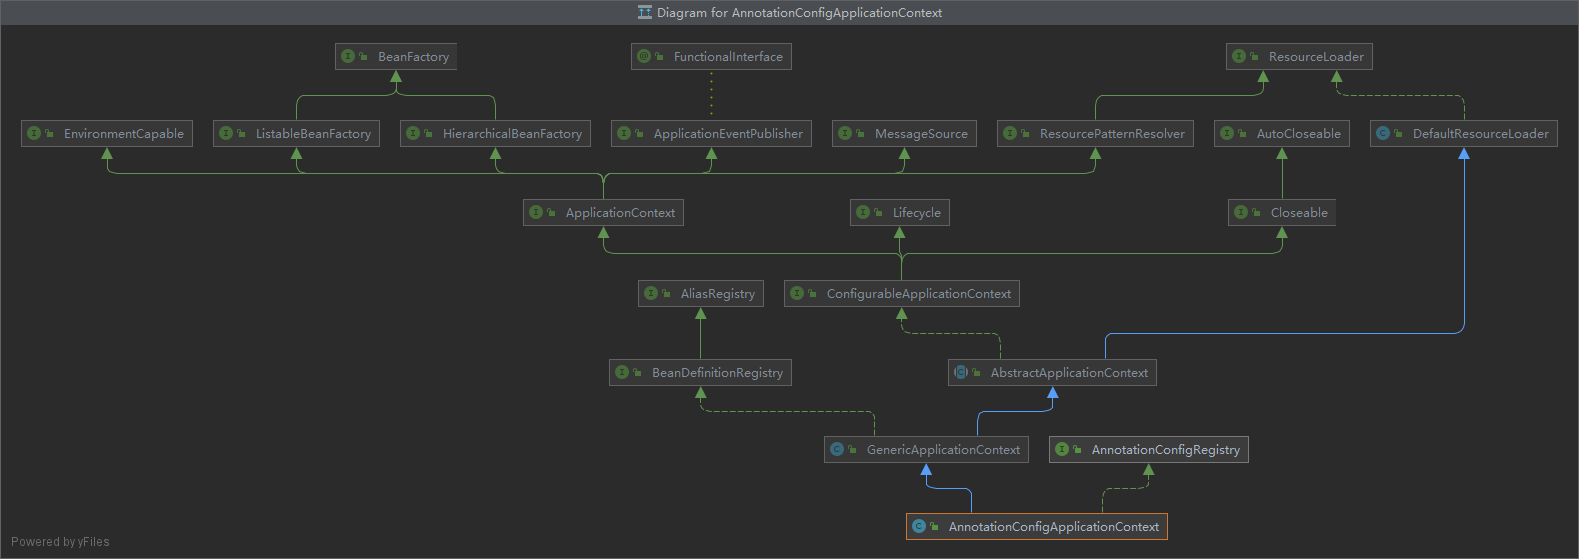 Diagram for AnnotationConfigApplicationContext
BeanFactory
FunctionalInterface
ResourceLoader
EnvironmentCapable
ListableBeanFactory
HierarchicalBeanFactory
ApplicationEventPublisher
MessageSource
ResourcePatternResolver
AutoCloseable
DefaultResourceLoader
ApplicationContext
Lifecycle
Closeable
AliasRegistry
ConfigurableApplicationContext
BeanDefinitionRegistry
AbstractApplicationContext
GenericApplicationContext
AnnotationConfigRegistry
AnnotationConfigApplicationContext
Powered by yFiles